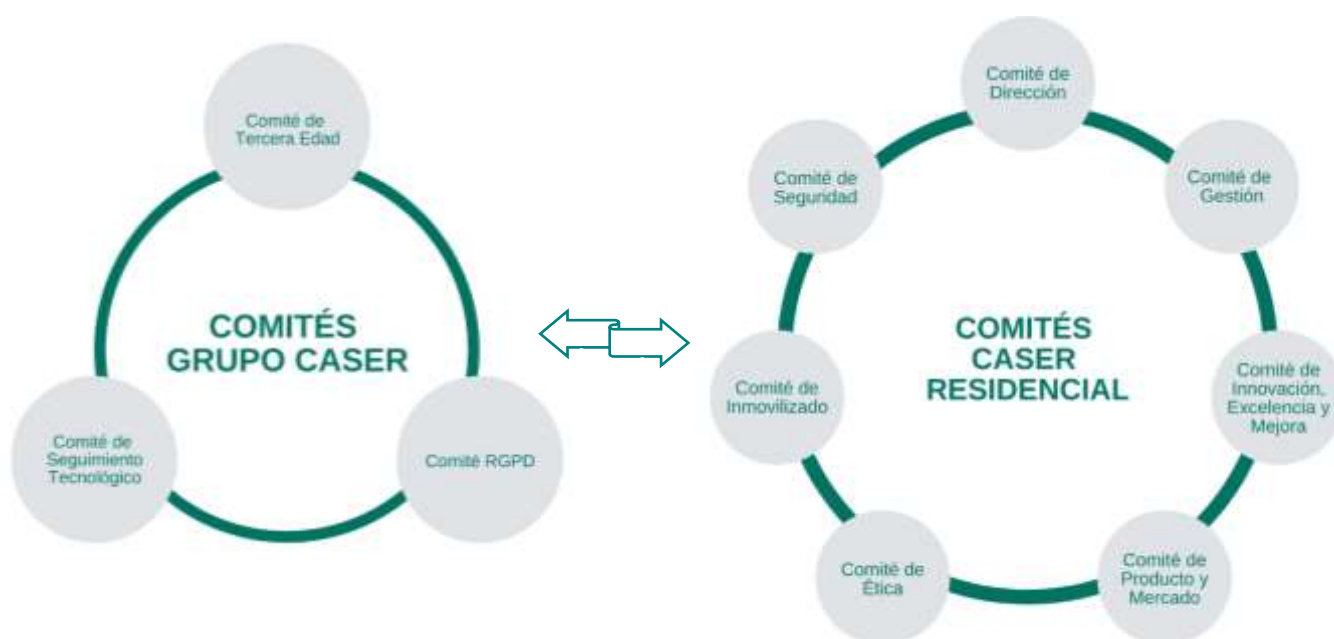 Comité de
Tercera Edad
COMITÉS
GRUPO CASER
Comité de
Seguimiento
Tecnológico
Comité RGPD
Comité de
Dirección
Comité de
Seguridad
Comité de
Gestión
COMITÉS
CASER
RESIDENCIAL
Comité de
Inmovilizado
Comité de
Innovación,
Excelencia y
Mejora
Comité de
Ética
Comité de
Producto y
Mercado